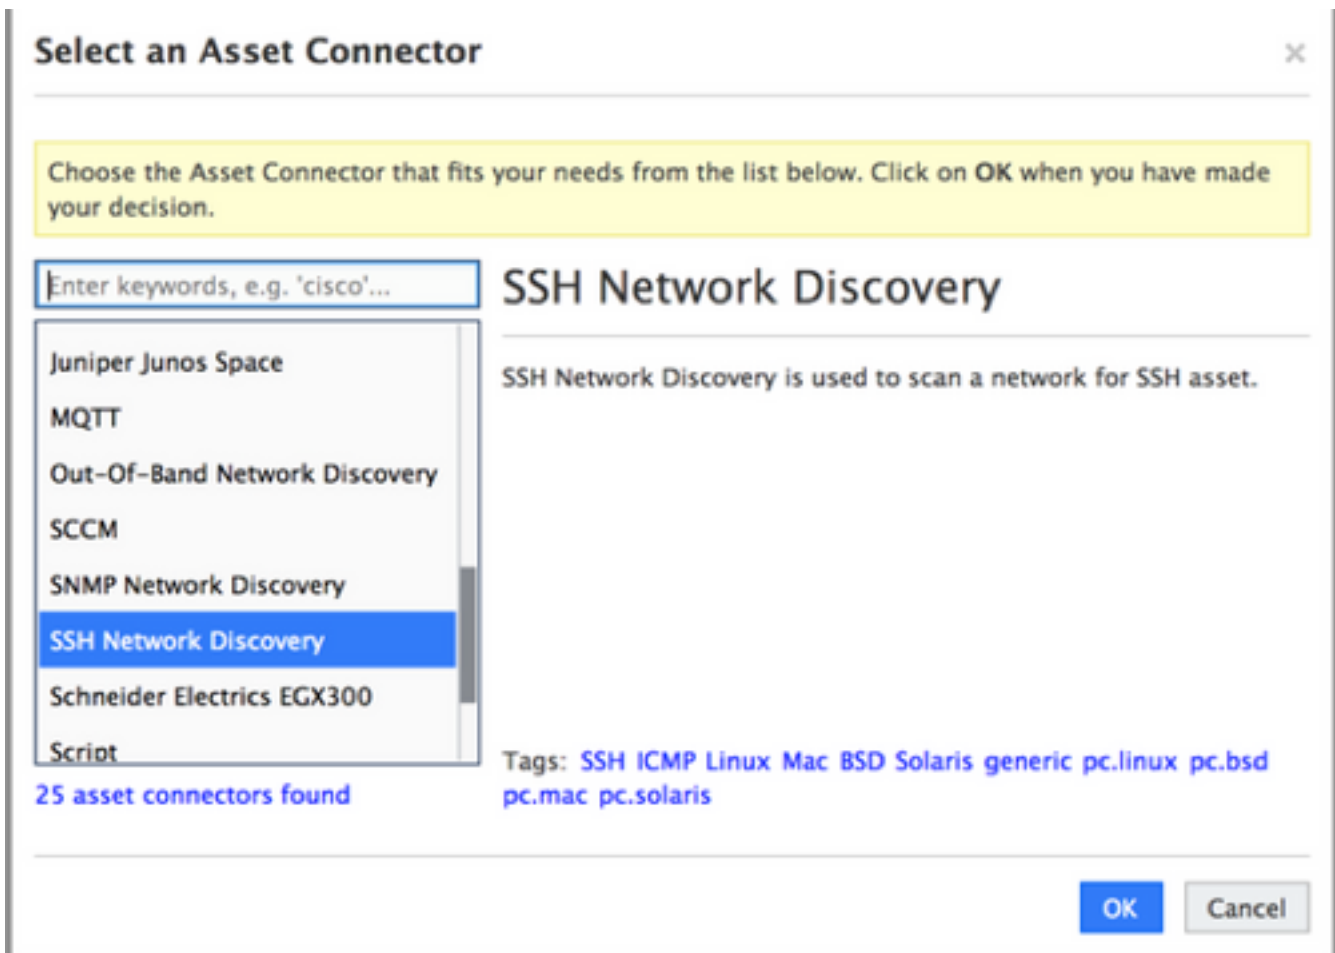 Select an Asset Connector
×
Choose the Asset Connector that fits your needs from the list below. Click on OK when you have made
your decision.
Enter keywords, e.g. 'cisco'...
Juniper Junos Space
MQTT
Out-Of-Band Network Discovery
SCCM
SNMP Network Discovery
SSH Network Discovery
Schneider Electrics EGX300
Script
25 asset connectors found
SSH Network Discovery
SSH Network Discovery is used to scan a network for SSH asset.
Tags: SSH ICMP Linux Mac BSD Solaris generic pc.linux pc.bsd
pc.mac pc.solaris
OK
Cancel